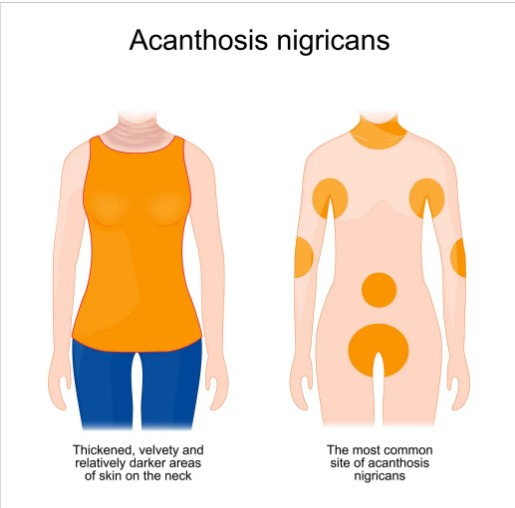 Acanthosis nigricans
Thickened, velvety and
relatively darker areas
of skin on the neck
The most common
site of acanthosis
nigricans